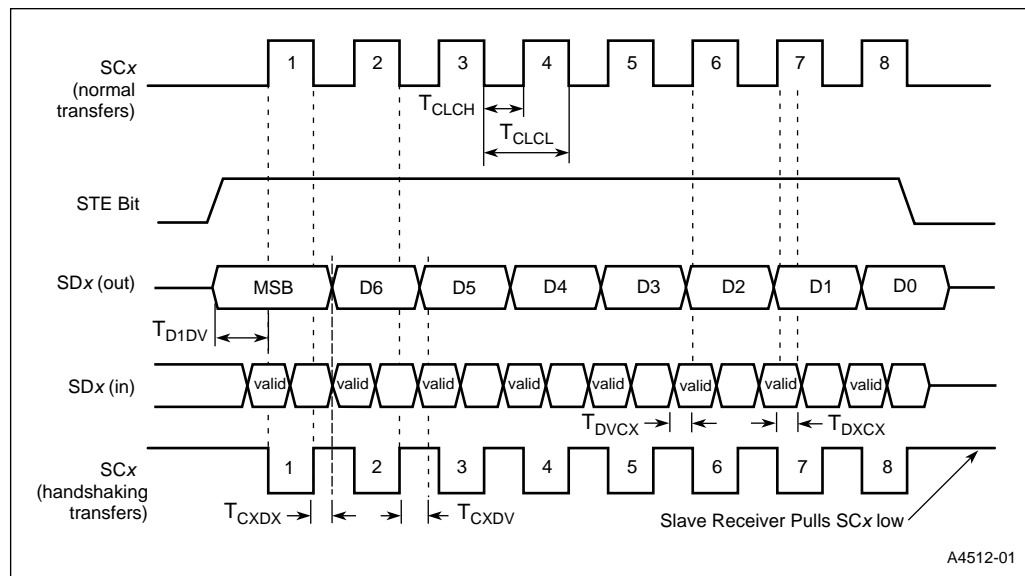 SCx
(normal
transfers)
1 2 3 4 5 6 7 8
TCLCH
TCLCL
STE Bit
SDx (out)
MSB D6 D5 D4 D3 D2 D1 D0
TD1DV
SDx (in)
valid valid valid valid valid valid valid valid
TDVCX TDXCX
SCx
(handshaking
transfers)
1 2 3 4 5 6 7 8
TCXDX TCXDV
Slave Receiver Pulls SCx low
A4512-01